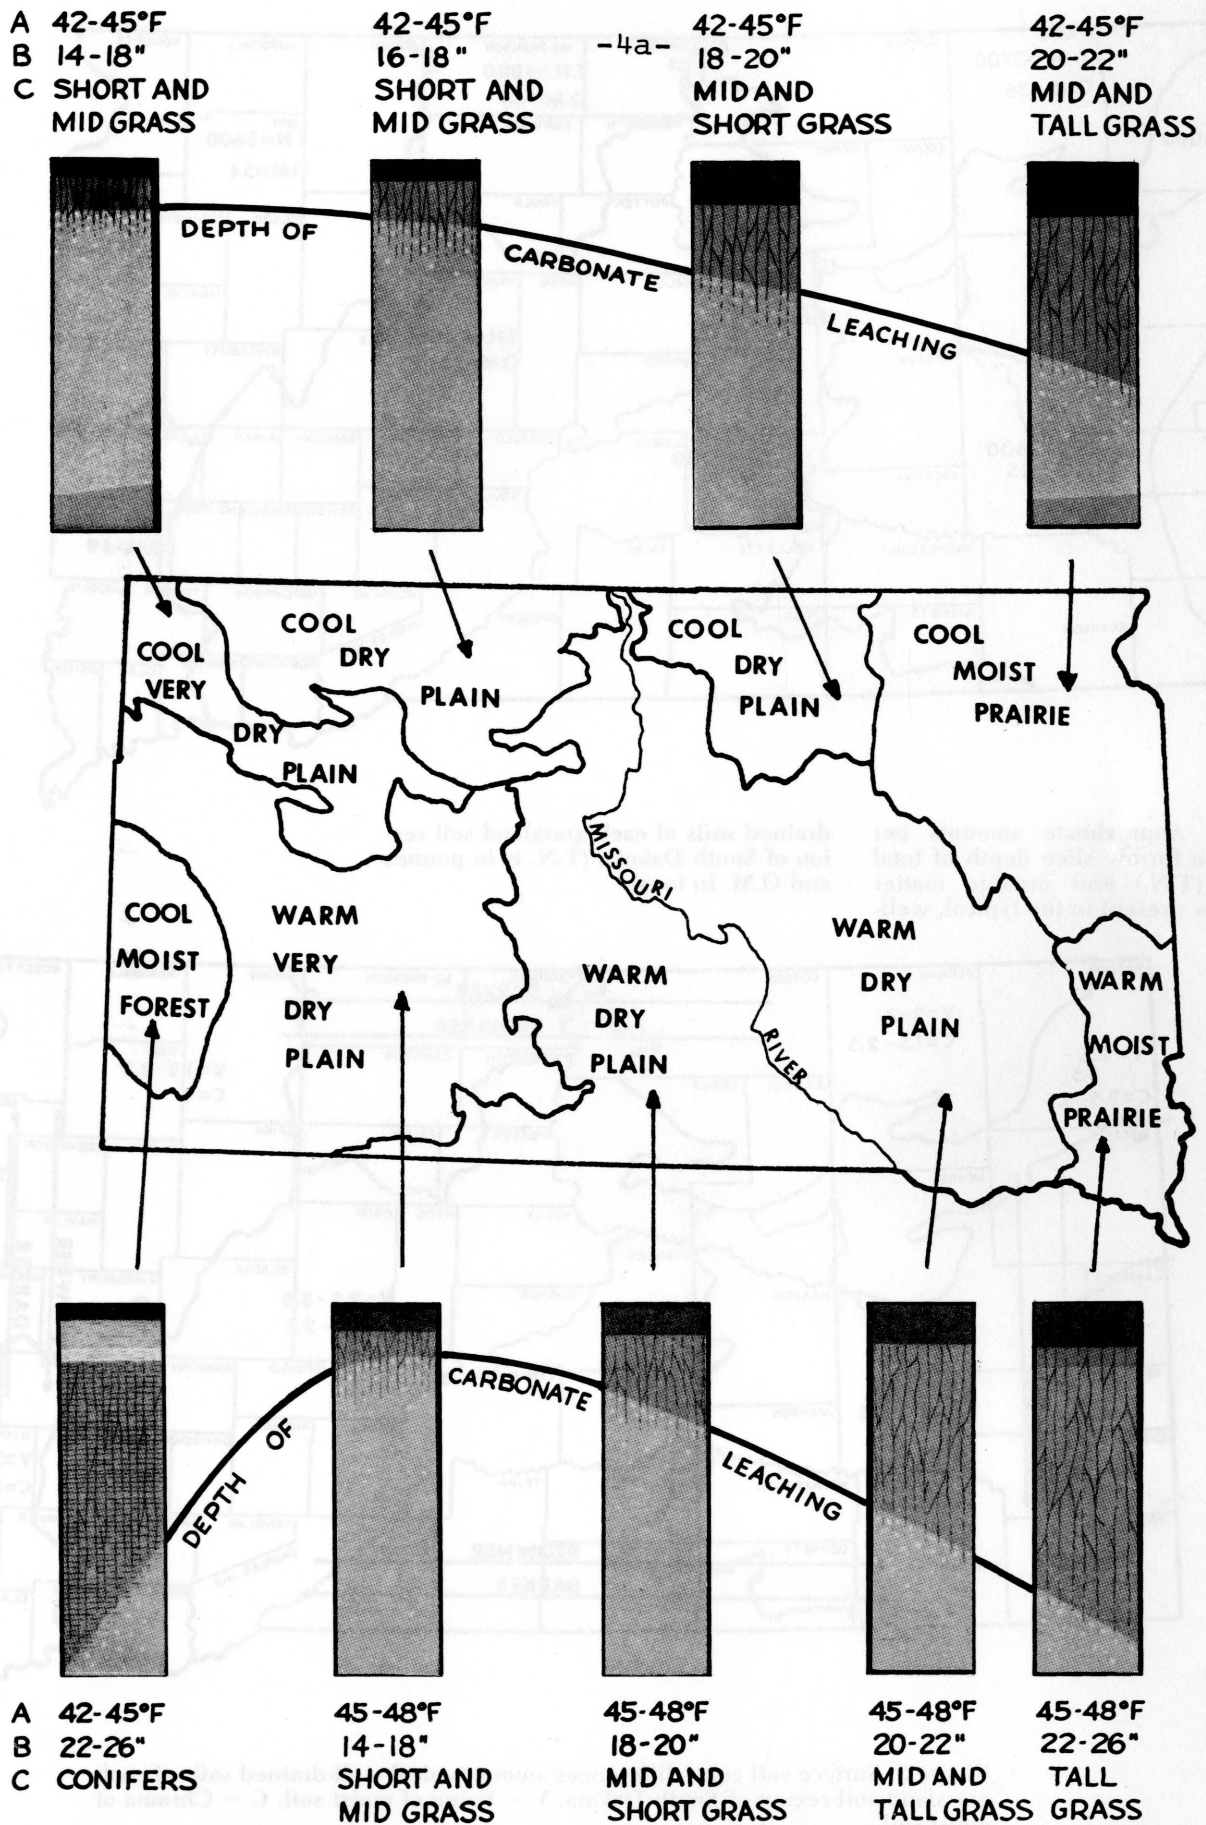 -4a-
A 42-45°F 42-45°F 42-45°F 42-45°F
B 14-18" 16-18" 18-20" 20-22"
C SHORT AND SHORT AND MID AND MID AND
MID GRASS MID GRASS SHORT GRASS TALL GRASS
DEPTH OF CARBONATE LEACHING
COOL
VERY
DRY
PLAIN
COOL
DRY
PLAIN
COOL
DRY
PLAIN
COOL
MOIST
PRAIRIE
COOL
MOIST
FOREST
WARM
VERY
DRY
PLAIN
MISSOURI
RIVER
WARM
DRY
PLAIN
WARM
DRY
PLAIN
WARM
MOIST
PRAIRIE
DEPTH OF CARBONATE LEACHING
A 42-45°F 45-48°F 45-48°F 45-48°F 45-48°F
B 22-26" 14-18" 18-20" 20-22" 22-26"
C CONIFERS SHORT AND MID AND MID AND TALL
MID GRASS SHORT GRASS TALL GRASS GRASS